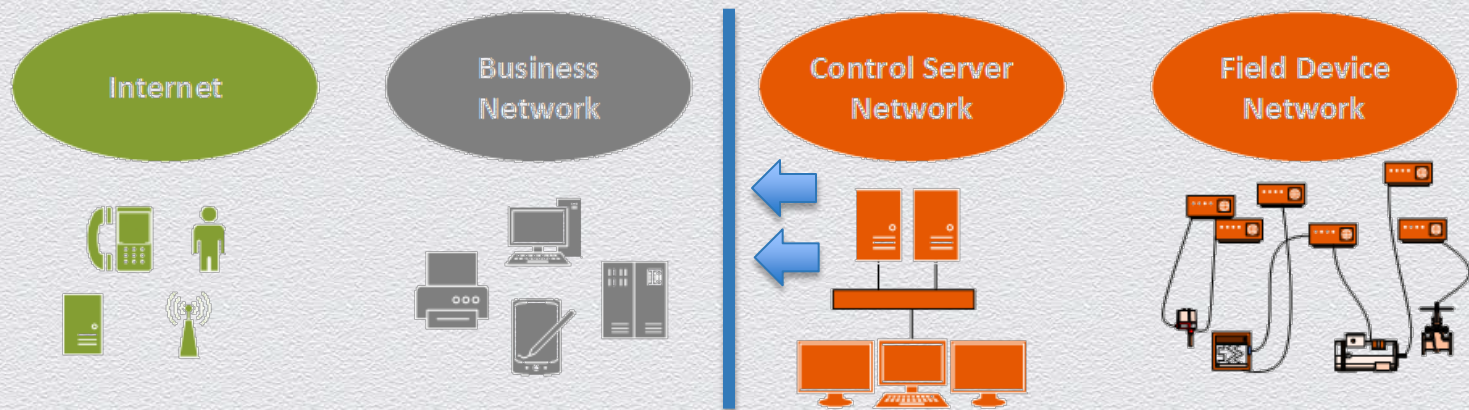 Internet
Business
Network
Control Server
Network
Field Device
Network